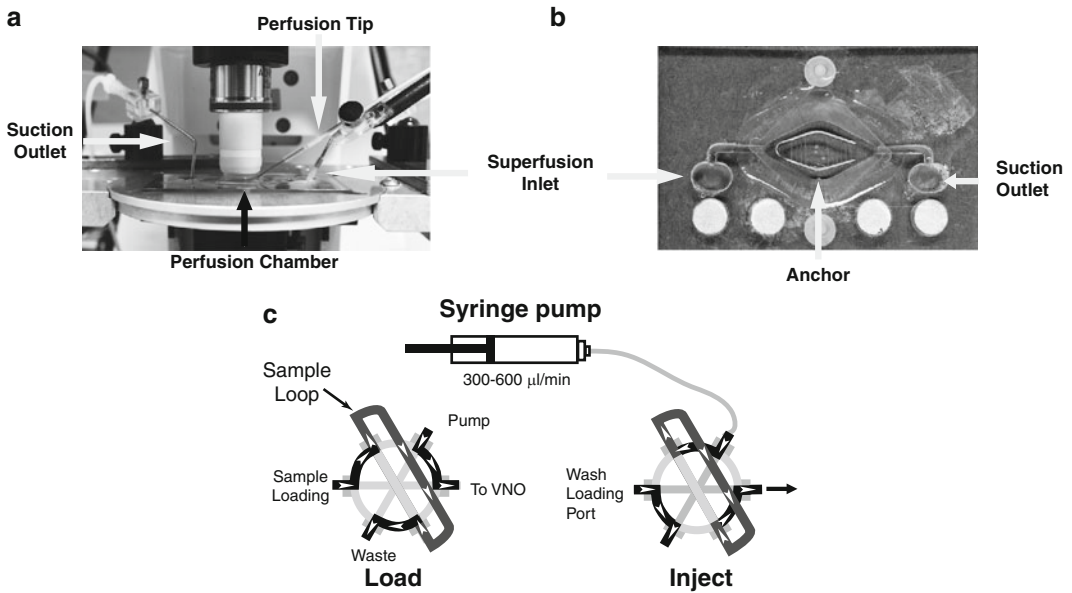 a
Perfusion Tip
Suction
Outlet
Perfusion Chamber
Superfusion
Inlet
b
Suction
Outlet
Anchor
c
Syringe pump
300-600 µl/min
Sample
Loop
Pump
Sample
Loading
To VNO
Waste
Load
Wash
Loading
Port
Inject